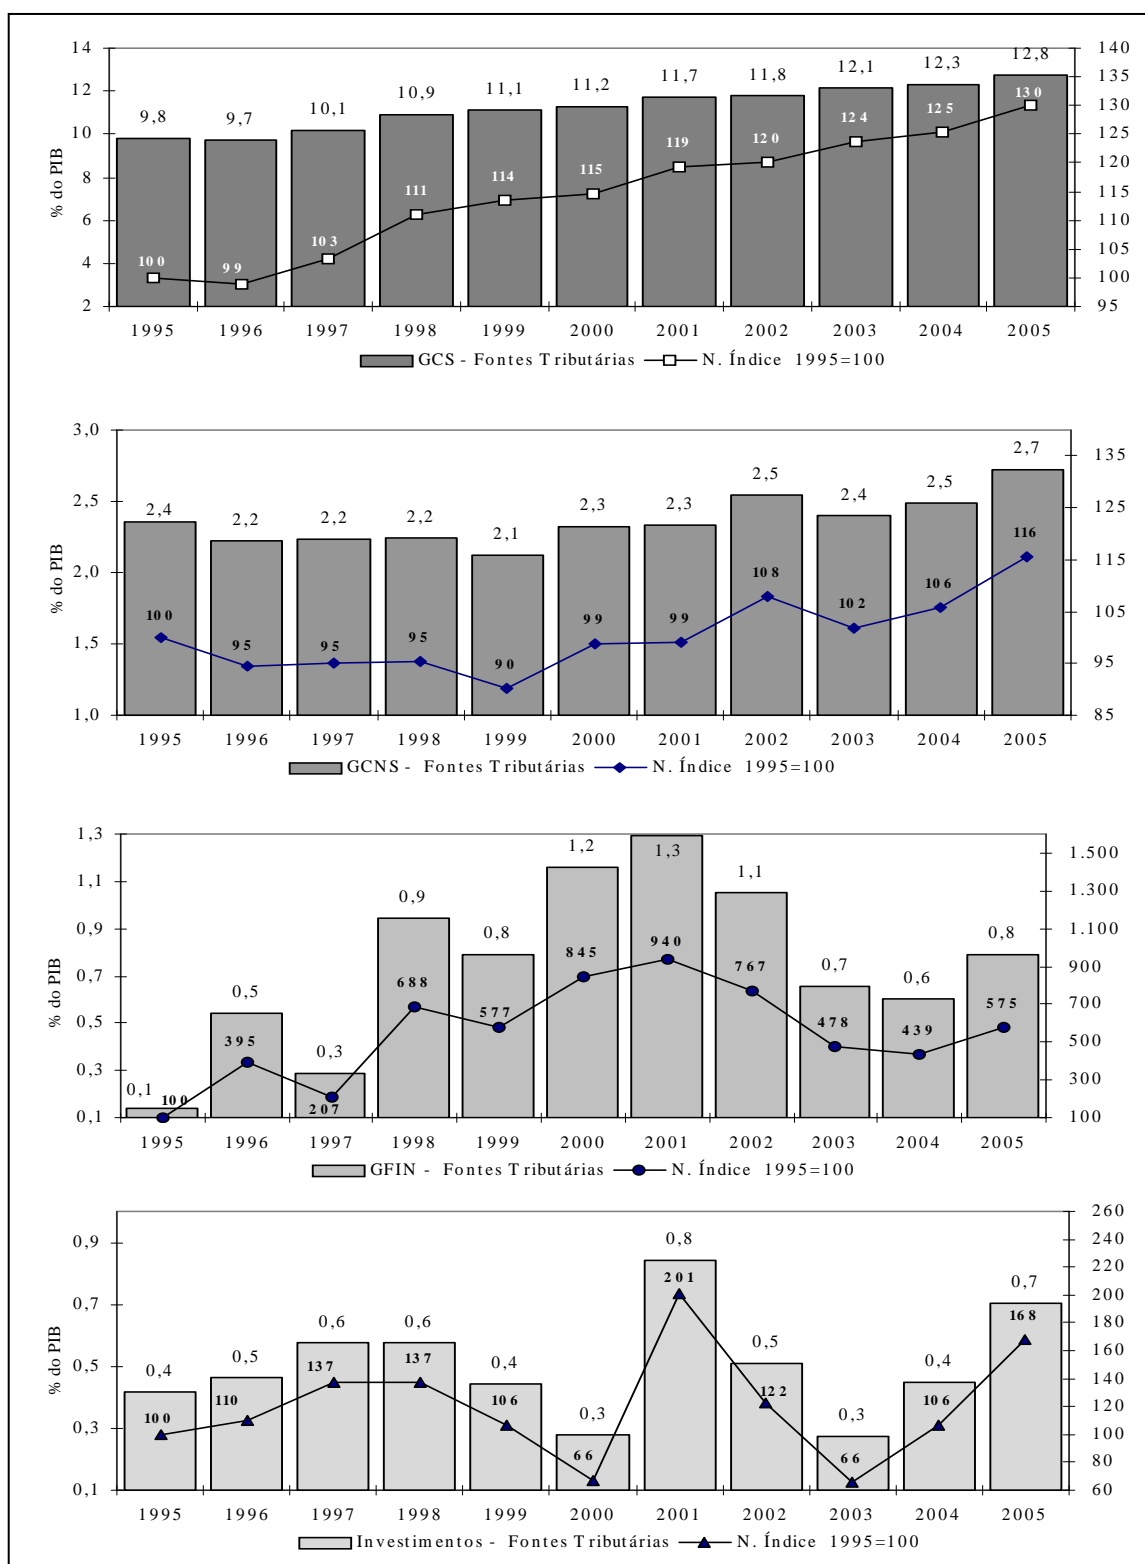 14 140
12,8
12,3
12,1
11,8
11,7
11,2
11,1
10,9
12 135
130
10,1
9,8
9,7
125
124
130
10 120
119
125
8 115
114
111
120
% do PIB
6 110
103
115
100
99
105
4 100
2 95
1995 1996 1997 1998 1999 2000 2001 2002 2003 2004 2005
GCS - Fontes Tributárias N. Índice 1995=100
3,0
2,7 135
2,5 2,5
2,4 2,4
2,3 2,3
2,5 2,2 2,2 2,2 125
2,1
116
% do PIB
2,0 115
108
106
102
100 99 99 105
95 95 95
1,5 90 95
1,0 85
1995 1996 1997 1998 1999 2000 2001 2002 2003 2004 2005
GCNS - Fontes Tributárias N. Índice 1995=100
1,3 1,2 1,3 1.500
1,1 1,1 1.300
0,9
0,9 0,8 0,8 1.100
940
845
767
0,7 688 0,7 900
% do PIB
0,6
577 575 700
0,5 0,5 478 439 500
395
0,3 0,3 300
0,1 100 207
0,1 100
1995 1996 1997 1998 1999 2000 2001 2002 2003 2004 2005
GFIN - Fontes Tributárias N. Índice 1995=100
260
0,9 0,8 240
220
201
0,7 0,7 200
0,6 0,6 180
168
0,5 0,5 160
% do PIB
0,5 0,4 0,4 0,4 140
137 137
122
110 106 106 120
100
0,3 0,3 0,3 100
66 66 80
0,1 60
1995 1996 1997 1998 1999 2000 2001 2002 2003 2004 2005
Investimentos - Fontes Tributárias N. Índice 1995=100